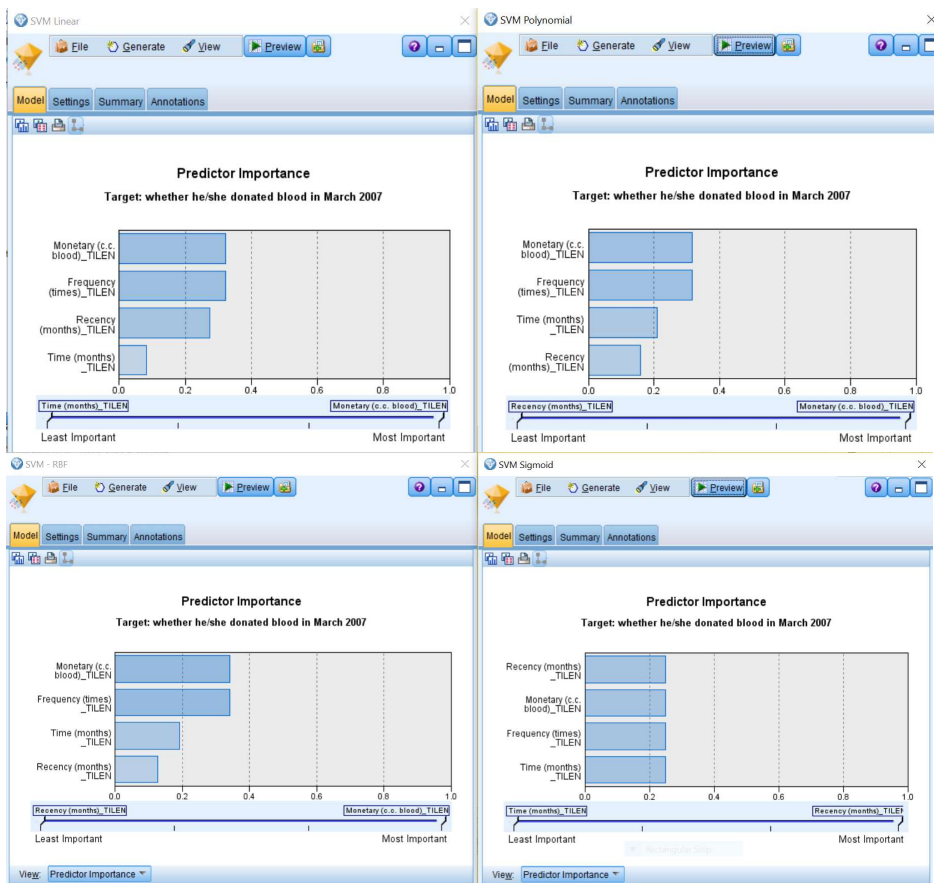 SVM Linear
File Generate View Preview
Model Settings Summary Annotations
Predictor Importance
Target: whether he/she donated blood in March 2007
Monetary (c.c.
blood)_TILEN
Frequency
(times)_TILEN
Recency
(months)_TILEN
Time (months)
_TILEN
0.0 0.2 0.4 0.6 0.8 1.0
Time (months)_TILEN Monetary (c.c. blood)_TILEN
Least Important Most Important
SVM Polynomial
File Generate View Preview
Model Settings Summary Annotations
Predictor Importance
Target: whether he/she donated blood in March 2007
Monetary (c.c.
blood)_TILEN
Frequency
(times)_TILEN
Time (months)
_TILEN
Recency
(months)_TILEN
0.0 0.2 0.4 0.6 0.8 1.0
Recency (months)_TILEN Monetary (c.c. blood)_TILEN
Least Important Most Important
SVM - RBF
File Generate View Preview
Model Settings Summary Annotations
Predictor Importance
Target: whether he/she donated blood in March 2007
Monetary (c.c.
blood)_TILEN
Frequency (times)
_TILEN
Time (months)
_TILEN
Recency (months)
_TILEN
0.0 0.2 0.4 0.6 0.8 1.0
Recency (months)_TILEN Monetary (c.c. blood)_TILEN
Least Important Most Important
View: Predictor Importance
SVM Sigmoid
File Generate View Preview
Model Settings Summary Annotations
Predictor Importance
Target: whether he/she donated blood in March 2007
Recency (months)
_TILEN
Monetary (c.c.
blood)_TILEN
Frequency (times)
_TILEN
Time (months)
_TILEN
0.0 0.2 0.4 0.6 0.8 1.0
Time (months)_TILEN Recency (months)_TILEN
Least Important Most Important
Rectangular Snip
View: Predictor Importance